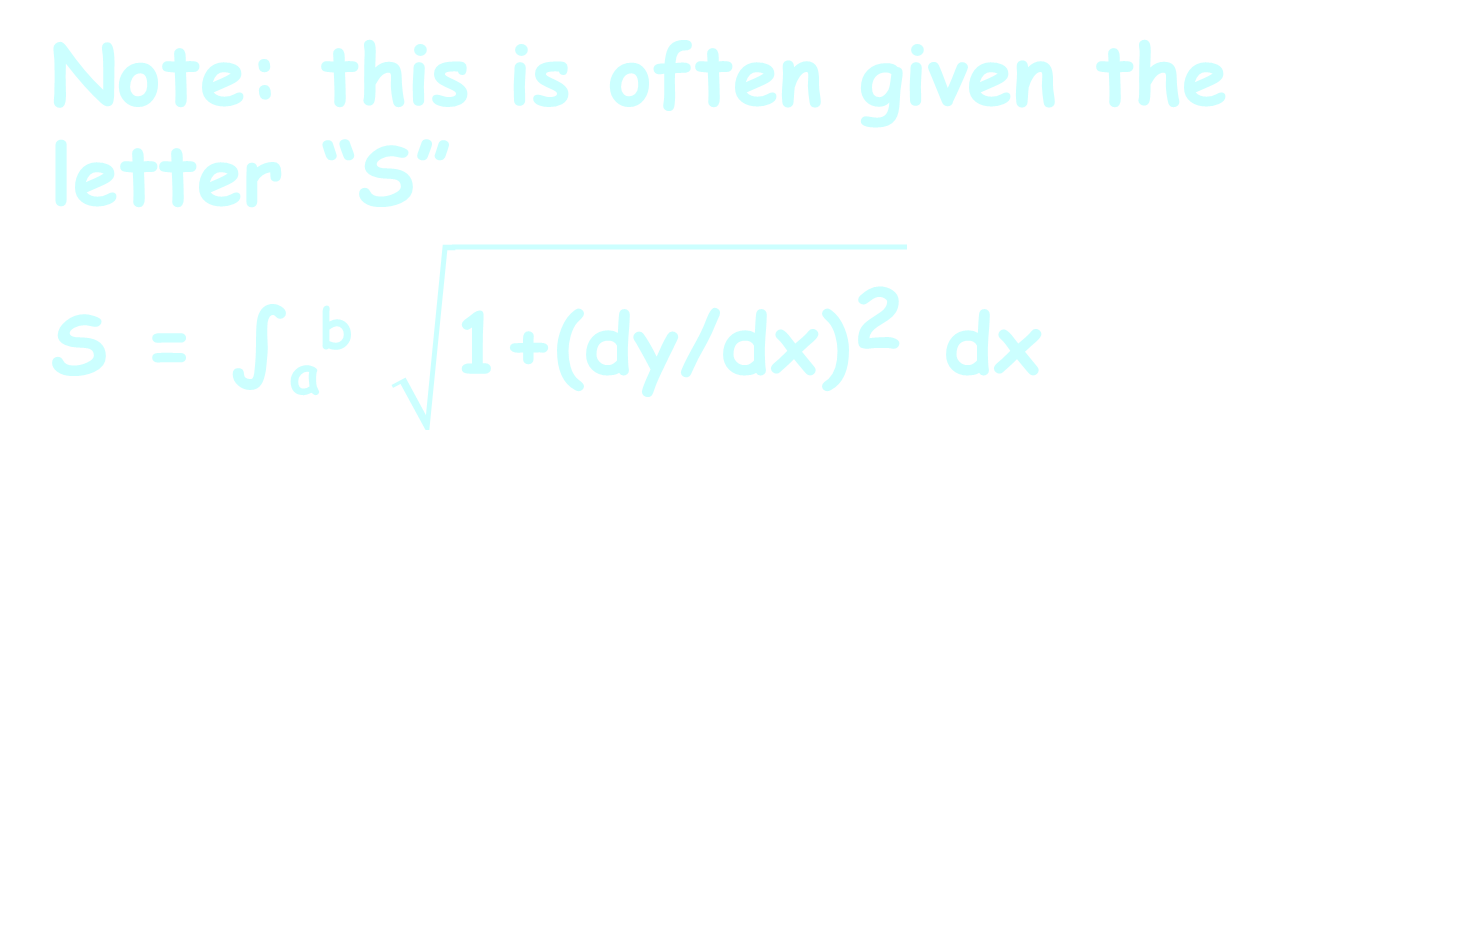 Note: this is often given the
letter “S”
S = ∫ₐᵇ √1+(dy/dx)² dx